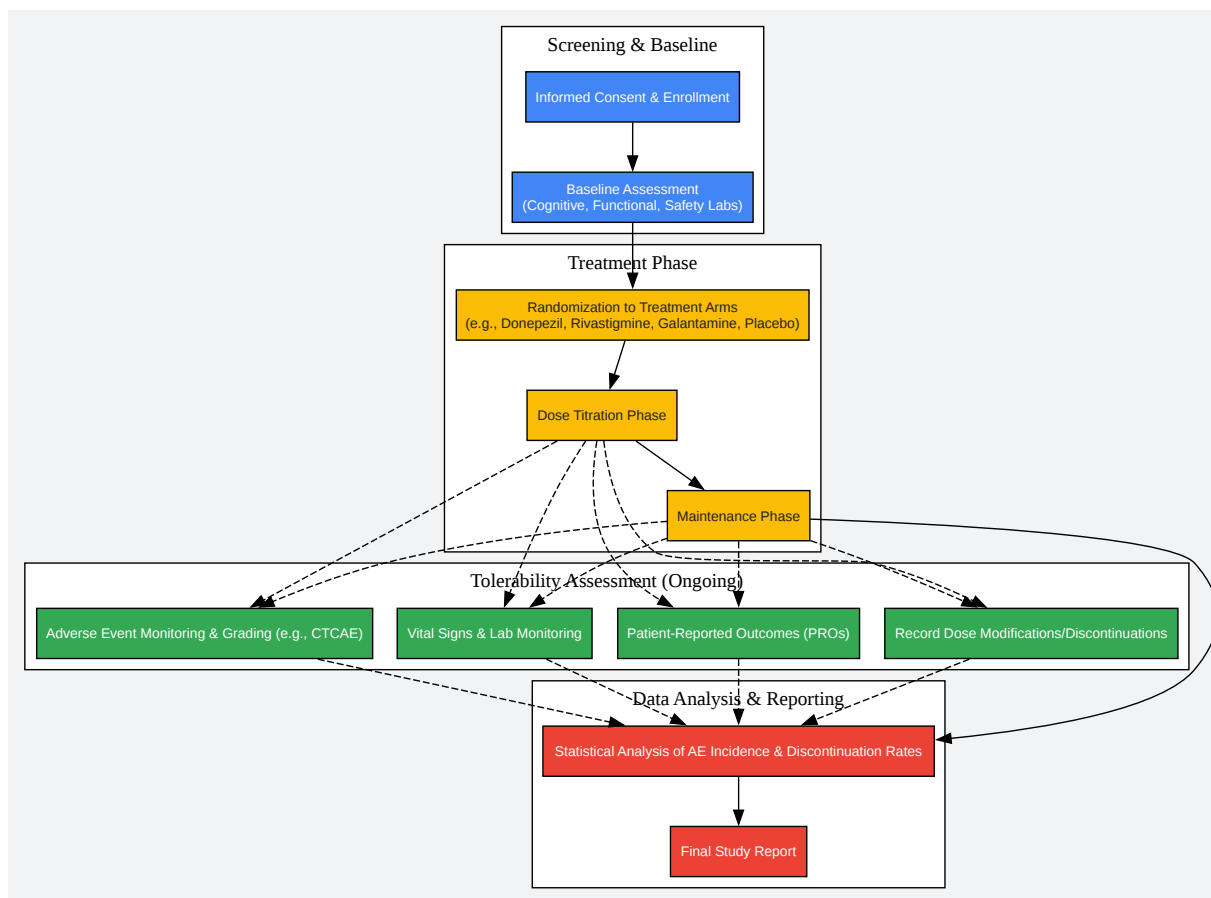 Screening & Baseline
Informed Consent & Enrollment
Baseline Assessment
(Cognitive, Functional, Safety Labs)
Treatment Phase
Randomization to Treatment Arms
(e.g., Donepezil, Rivastigmine, Galantamine, Placebo)
Dose Titration Phase
Maintenance Phase
Tolerability Assessment (Ongoing)
Adverse Event Monitoring & Grading (e.g., CTCAE)
Vital Signs & Lab Monitoring
Patient-Reported Outcomes (PROs)
Record Dose Modifications/Discontinuations
Data Analysis & Reporting
Statistical Analysis of AE Incidence & Discontinuation Rates
Final Study Report